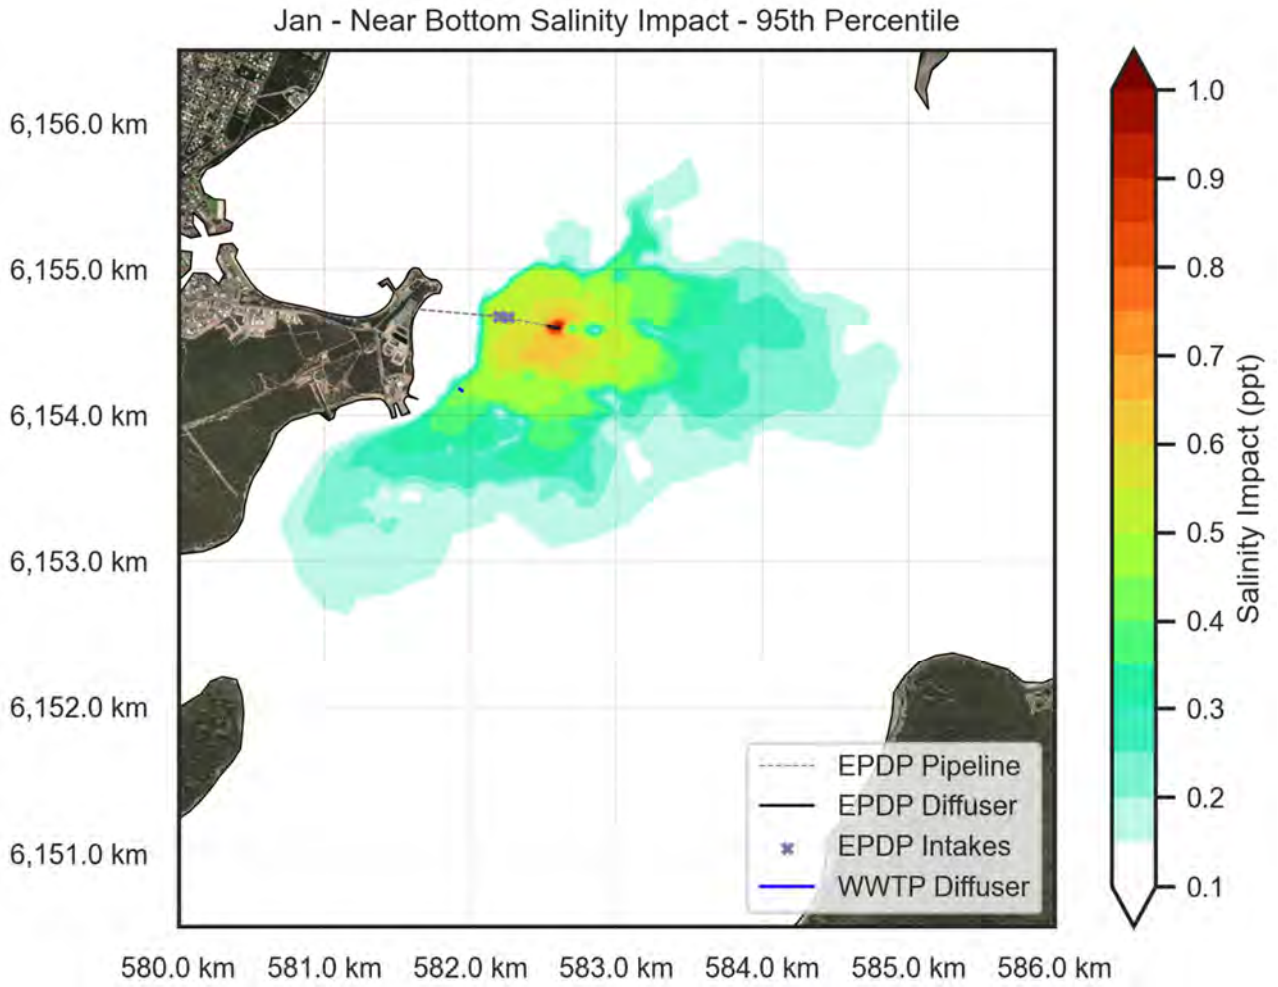 Jan - Near Bottom Salinity Impact - 95th Percentile
6,156.0 km
6,155.0 km
6,154.0 km
6,153.0 km
6,152.0 km
6,151.0 km
580.0 km 581.0 km 582.0 km 583.0 km 584.0 km 585.0 km 586.0 km
EPDP Pipeline
EPDP Diffuser
EPDP Intakes
WWTP Diffuser
1.0
0.9
0.8
0.7
0.6
0.5
0.4
0.3
0.2
0.1
Salinity Impact (ppt)